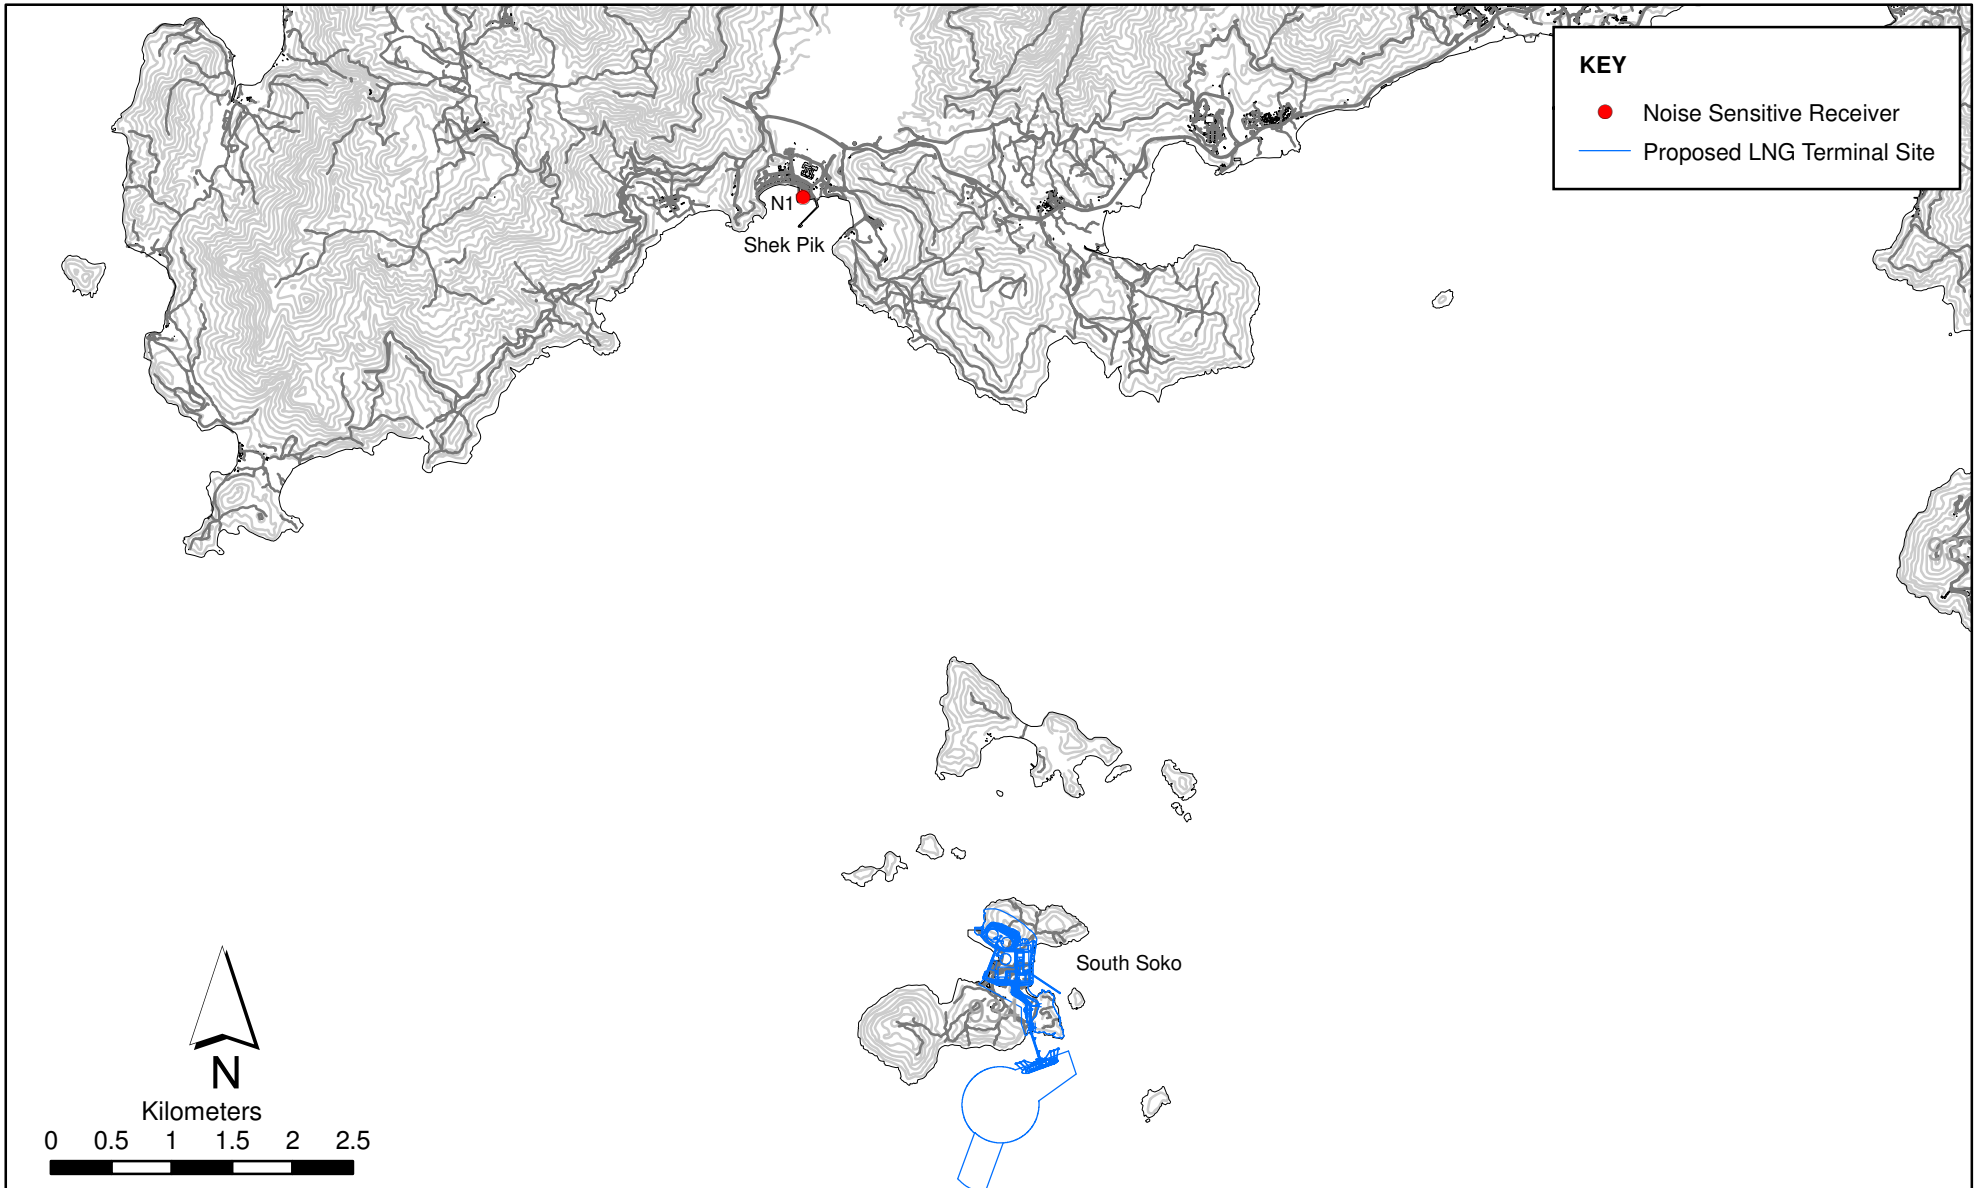 KEY
Noise Sensitive Receiver
Proposed LNG Terminal Site
N1
Shek Pik
South Soko
N
Kilometers
0 0.5 1 1.5 2 2.5